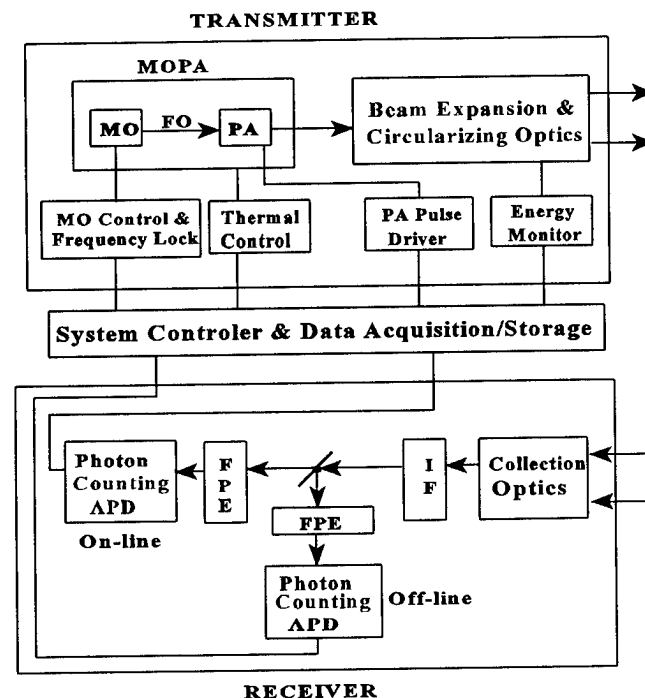 TRANSMITTER
MOPA
MO
FO
PA
Beam Expansion &
Circularizing Optics
MO Control &
Frequency Lock
Thermal
Control
PA Pulse
Driver
Energy
Monitor
System Controler & Data Acquisition/Storage
Photon
Counting
APD
On-line
F
P
E
I
F
Collection
Optics
FPE
Photon
Counting
APD
Off-line
RECEIVER